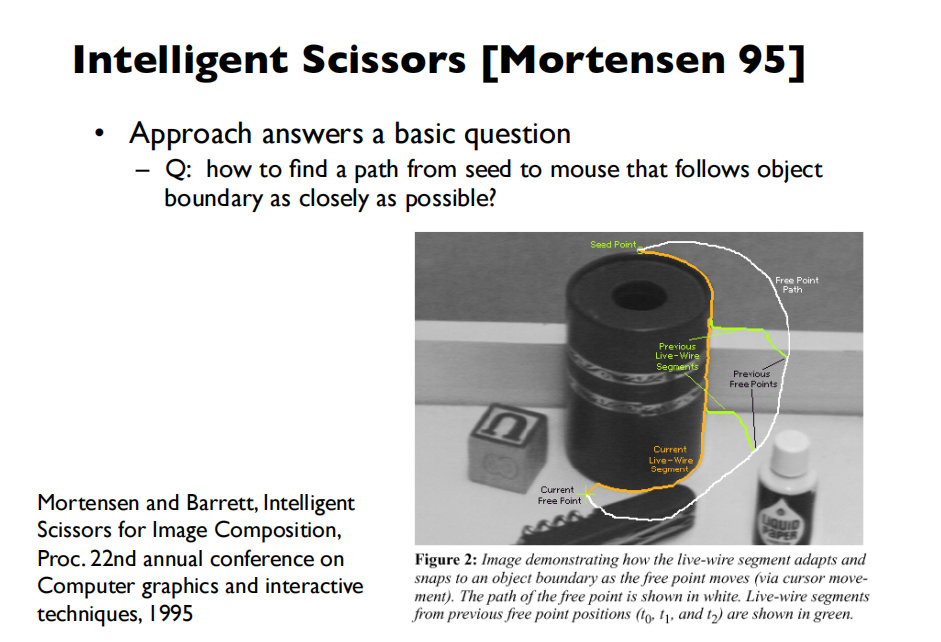 Intelligent Scissors [Mortensen 95]
• Approach answers a basic question
– Q: how to find a path from seed to mouse that follows object
boundary as closely as possible?
Seed Point
Free Point
Path
Previous
Live-Wire
Segments
Previous
Free Points
Current
Live-Wire
Segment
Current
Free Point
LIQUID
PAPER
Mortensen and Barrett, Intelligent
Scissors for Image Composition,
Proc. 22nd annual conference on
Computer graphics and interactive
techniques, 1995
Figure 2: Image demonstrating how the live-wire segment adapts and
snaps to an object boundary as the free point moves (via cursor move-
ment). The path of the free point is shown in white. Live-wire segments
from previous free point positions (t0, t1, and t2) are shown in green.